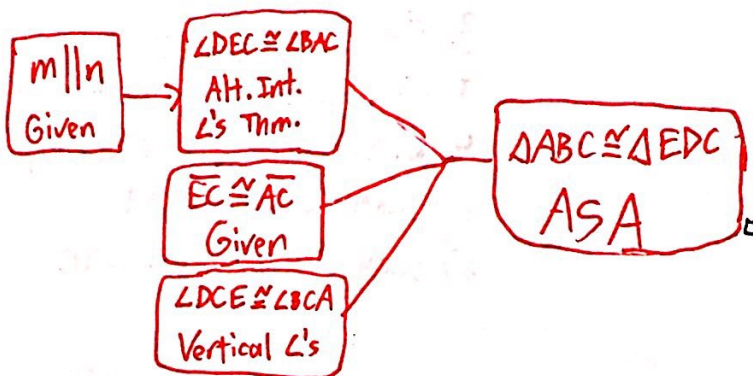 m||n
Given
∠DEC ≅ ∠BAC
Alt. Int.
∠'s Thm.
EC ≅ AC
Given
∠DCE ≅ ∠BCA
Vertical ∠'s
ΔABC ≅ ΔEDC
ASA